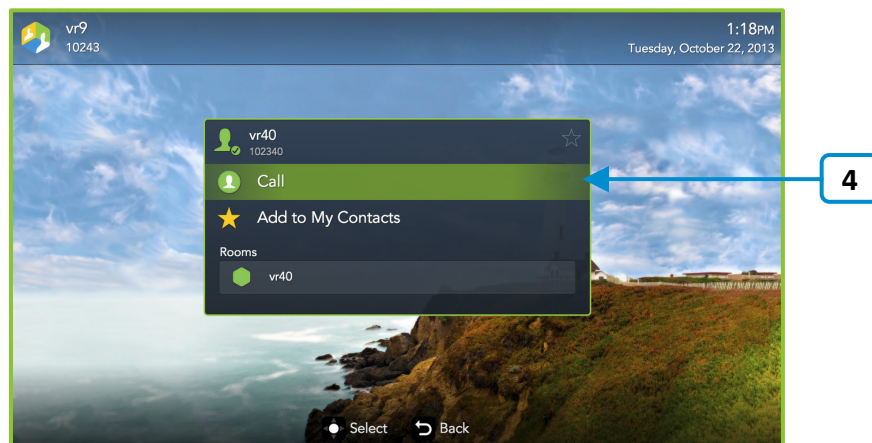 vr9
10243
1:18PM
Tuesday, October 22, 2013
vr40
102340
Call
Add to My Contacts
Rooms
vr40
Select Back
4